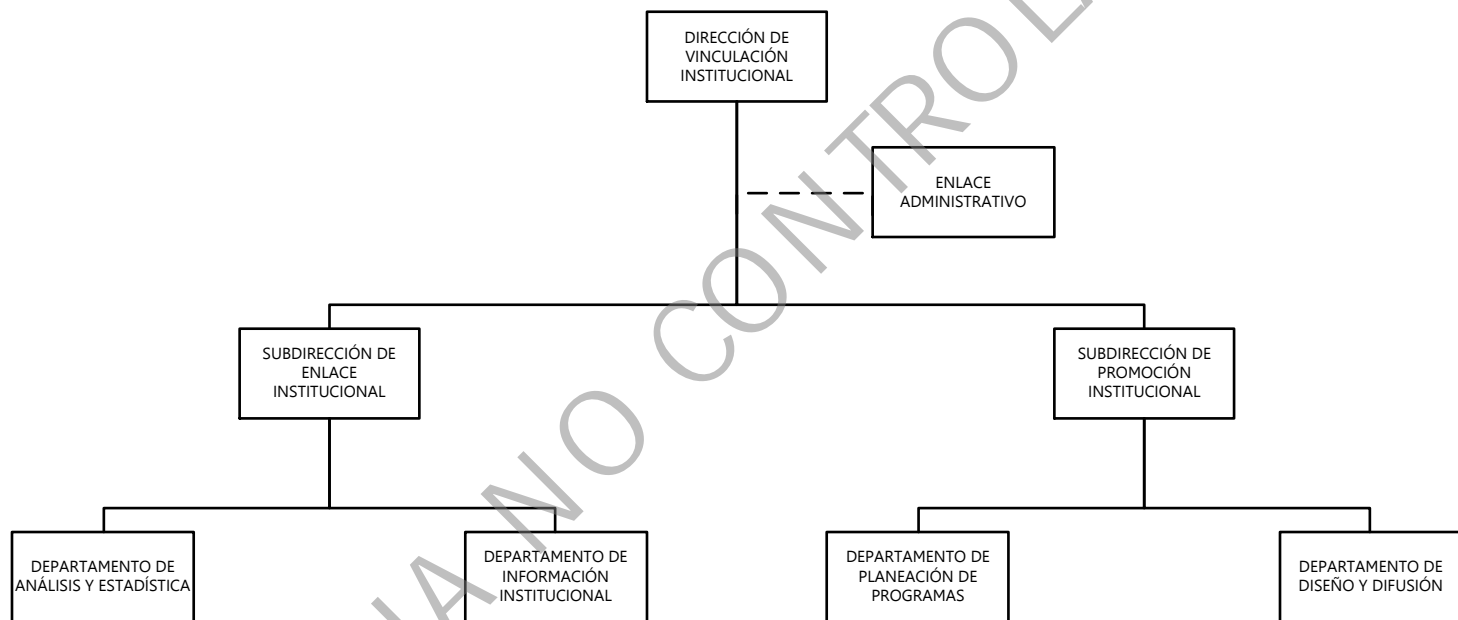 DIRECCIÓN DE
VINCULACIÓN
INSTITUCIONAL
ENLACE
ADMINISTRATIVO
SUBDIRECCIÓN DE
ENLACE
INSTITUCIONAL
SUBDIRECCIÓN DE
PROMOCIÓN
INSTITUCIONAL
DEPARTAMENTO DE
ANÁLISIS Y ESTADÍSTICA
DEPARTAMENTO DE
INFORMACIÓN
INSTITUCIONAL
DEPARTAMENTO DE
PLANEACIÓN DE
PROGRAMAS
DEPARTAMENTO DE
DISEÑO Y DIFUSIÓN
NO